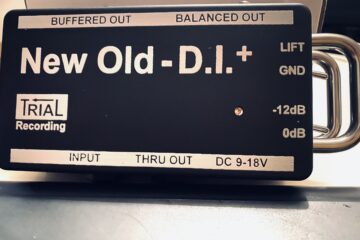 BUFFERED OUT BALANCED OUT
New Old - D.I.+
LIFT
GND
TRIAL
Recording
-12dB
0dB
INPUT THRU OUT DC 9-18V